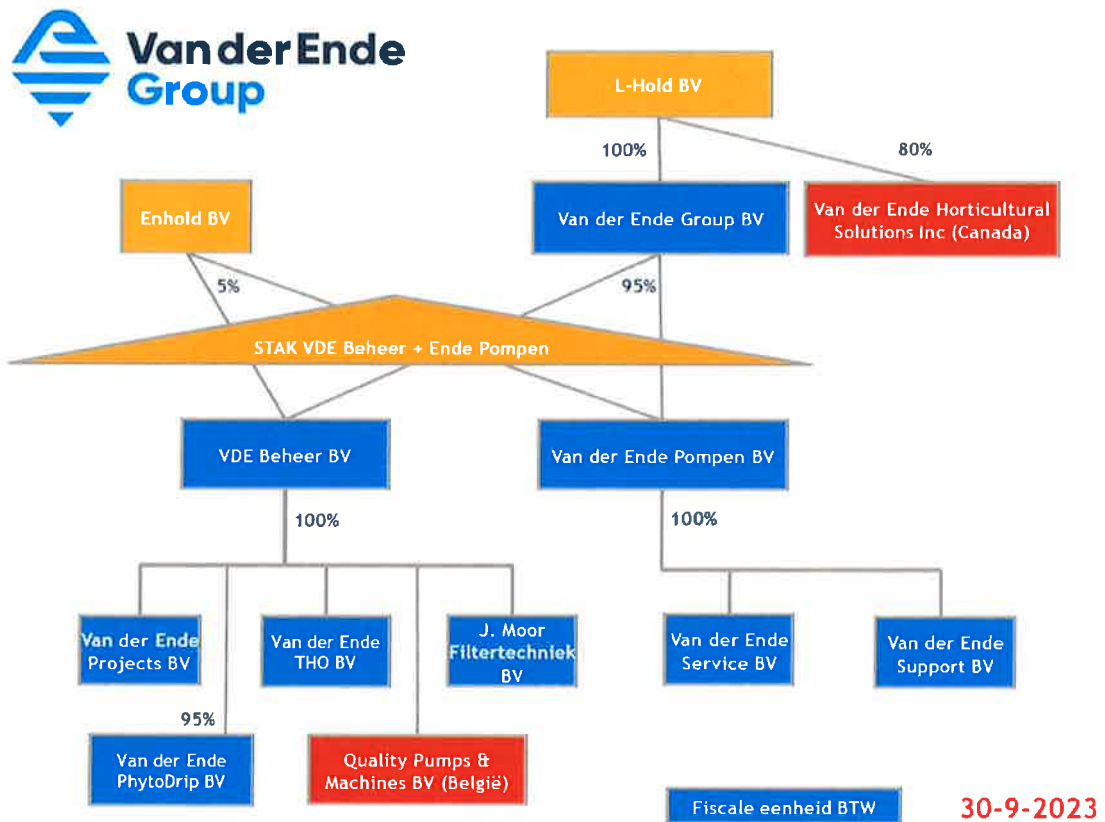 Van der Ende
Group
L-Hold BV
100%
80%
Enhold BV
Van der Ende Group BV
Van der Ende Horticultural
Solutions Inc (Canada)
5%
95%
STAK VDE Beheer + Ende Pompen
VDE Beheer BV
Van der Ende Pompen BV
100%
100%
Van der Ende
Projects BV
Van der Ende
THO BV
J. Moor
Filtertechniek
BV
Van der Ende
Service BV
Van der Ende
Support BV
95%
Van der Ende
PhytoDrip BV
Quality Pumps &
Machines BV (België)
Fiscale eenheid BTW
30-9-2023